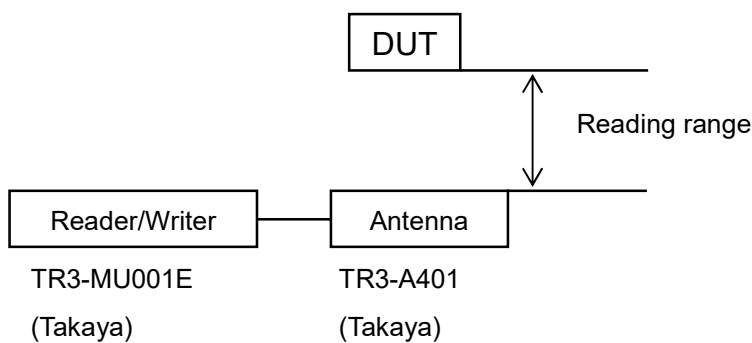 DUT
Reading range
Reader/Writer
Antenna
TR3-MU001E
(Takaya)
TR3-A401
(Takaya)